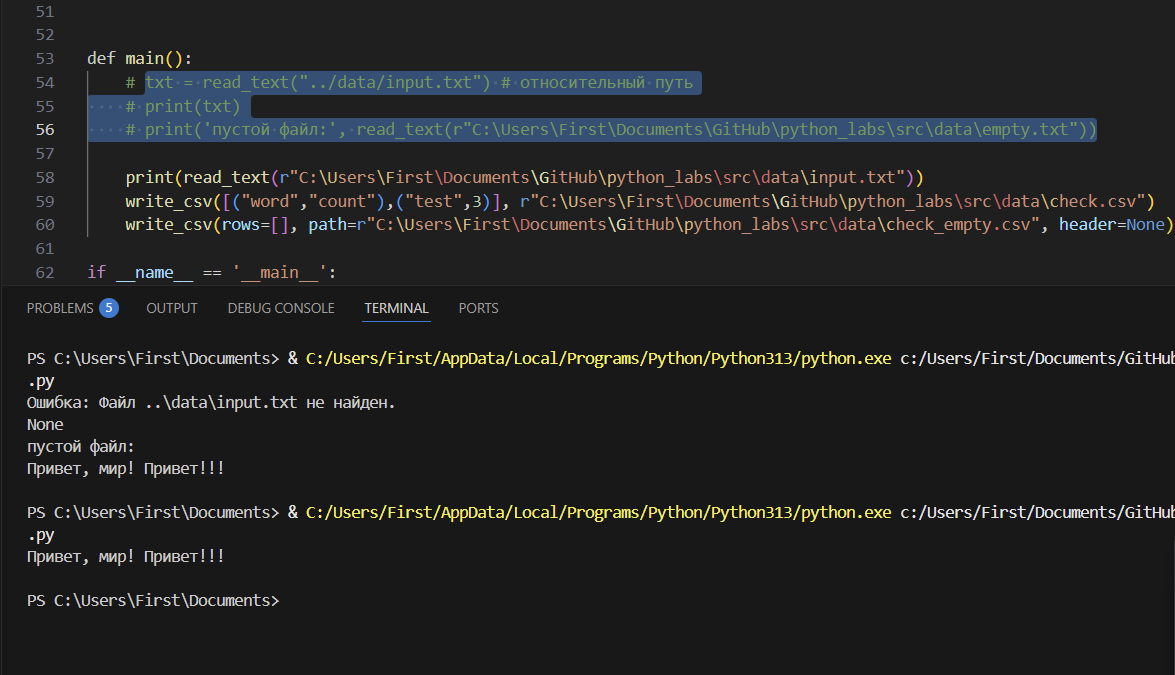 51
52
53 def main():
54 # txt = read_text("../data/input.txt") # относительный путь
55 # print(txt)
56 # print('пустой файл:', read_text(r"C:\Users\First\Documents\GitHub\python_labs\src\data\empty.txt"))
57
58 print(read_text(r"C:\Users\First\Documents\GitHub\python_labs\src\data\input.txt"))
59 write_csv([("word","count"),("test",3)], r"C:\Users\First\Documents\GitHub\python_labs\src\data\check.csv")
60 write_csv(rows=[], path=r"C:\Users\First\Documents\GitHub\python_labs\src\data\check_empty.csv", header=None)
61
62 if __name__ == '__main__':
PROBLEMS 5 OUTPUT DEBUG CONSOLE TERMINAL PORTS
PS C:\Users\First\Documents> & C:/Users/First/AppData/Local/Programs/Python/Python313/python.exe c:/Users/First/Documents/GitHub
.py
Ошибка: Файл ..\data\input.txt не найден.
None
пустой файл:
Привет, мир! Привет!!!
PS C:\Users\First\Documents> & C:/Users/First/AppData/Local/Programs/Python/Python313/python.exe c:/Users/First/Documents/GitHub
.py
Привет, мир! Привет!!!
PS C:\Users\First\Documents>